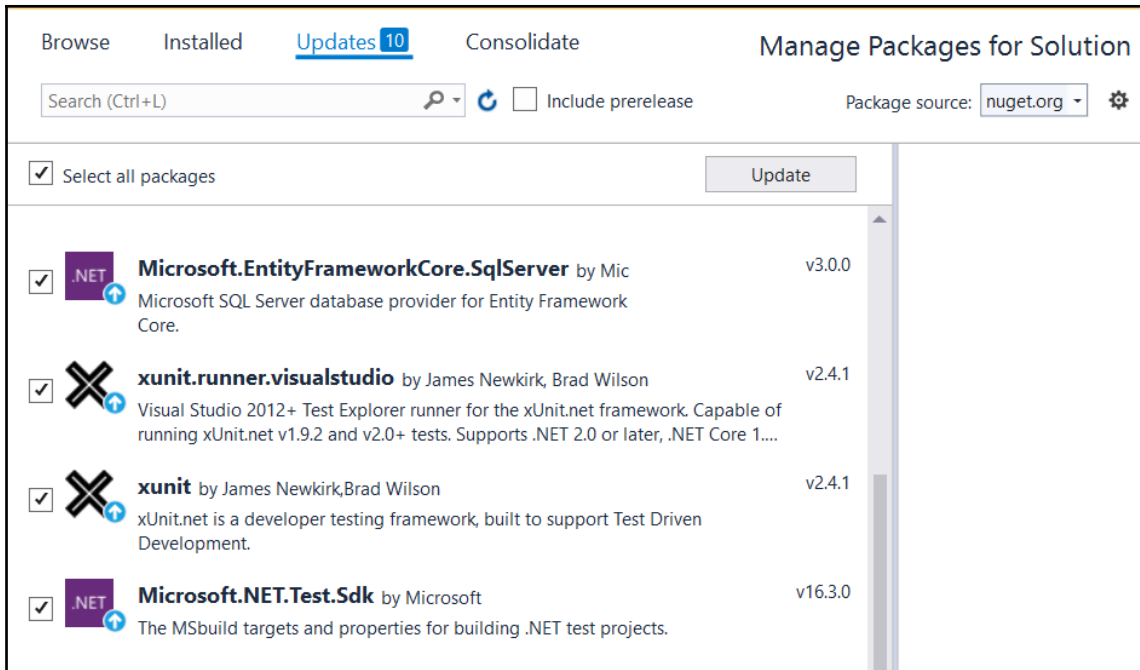 Browse Installed Updates 10 Consolidate Manage Packages for Solution
Search (Ctrl+L) Include prerelease Package source: nuget.org
Select all packages Update
.NET Microsoft.EntityFrameworkCore.SqlServer by Mic v3.0.0
Microsoft SQL Server database provider for Entity Framework
Core.
xunit.runner.visualstudio by James Newkirk, Brad Wilson v2.4.1
Visual Studio 2012+ Test Explorer runner for the xUnit.net framework. Capable of
running xUnit.net v1.9.2 and v2.0+ tests. Supports .NET 2.0 or later, .NET Core 1....
xunit by James Newkirk,Brad Wilson v2.4.1
xUnit.net is a developer testing framework, built to support Test Driven
Development.
.NET Microsoft.NET.Test.Sdk by Microsoft v16.3.0
The MSbuild targets and properties for building .NET test projects.